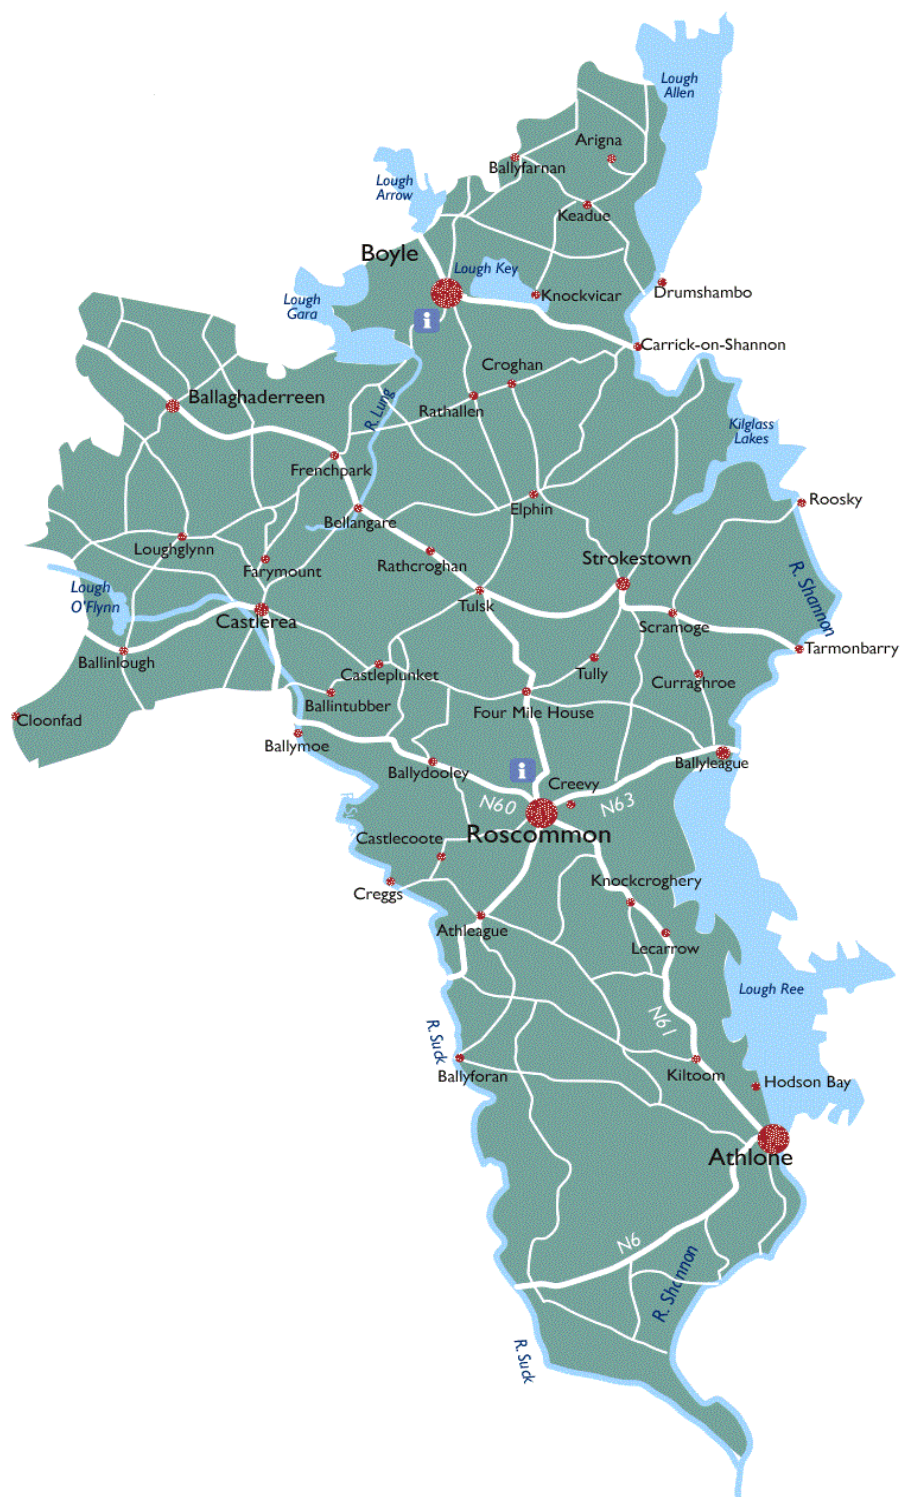 Lough
Allen
Arigna
Ballyfarnan
Lough
Arrow
Keadue
Boyle
Lough Key
Drumshambo
Knockvicar
Lough
Gara
i
Carrick-on-Shannon
Croghan
Ballaghaderreen
Rathallen
R. Lung
Kilglass
Lakes
Frenchpark
Roosky
Elphin
Bellangare
Loughglynn
Strokestown
Rathcroghan
Farymount
R. Shannon
Lough
O'Flynn
Tulsk
Castlerea
Scramoge
Tarmonbarry
Ballinlough
Castleplunket
Tully
Curraghroe
Ballintubber
Four Mile House
Cloonfad
Ballymoe
Ballyleague
i
Ballydooley
Creevy
N60
N63
R. Suck
Roscommon
Castlecoote
Knockcroghery
Creggs
Athleague
Lecarrow
Lough Ree
N61
R. Suck
Ballyforan
Kiltoom
Hodson Bay
Athlone
N6
R. Shannon
R. Suck